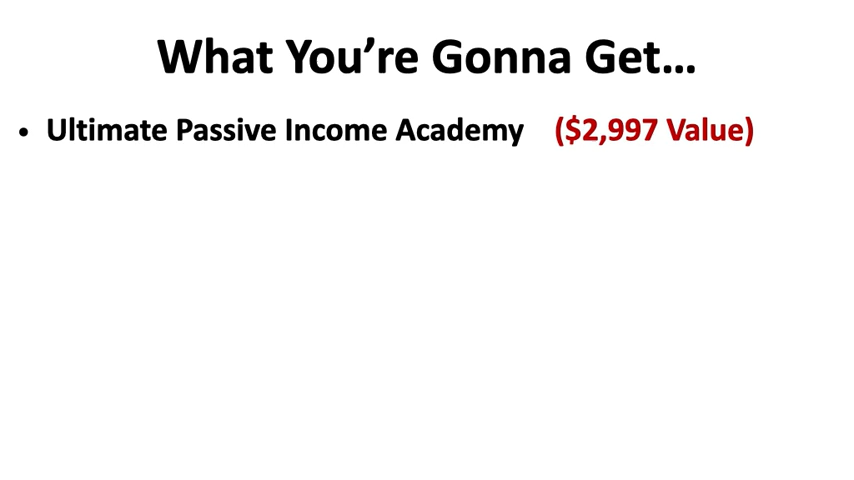 What You’re Gonna Get…
• Ultimate Passive Income Academy ($2,997 Value)